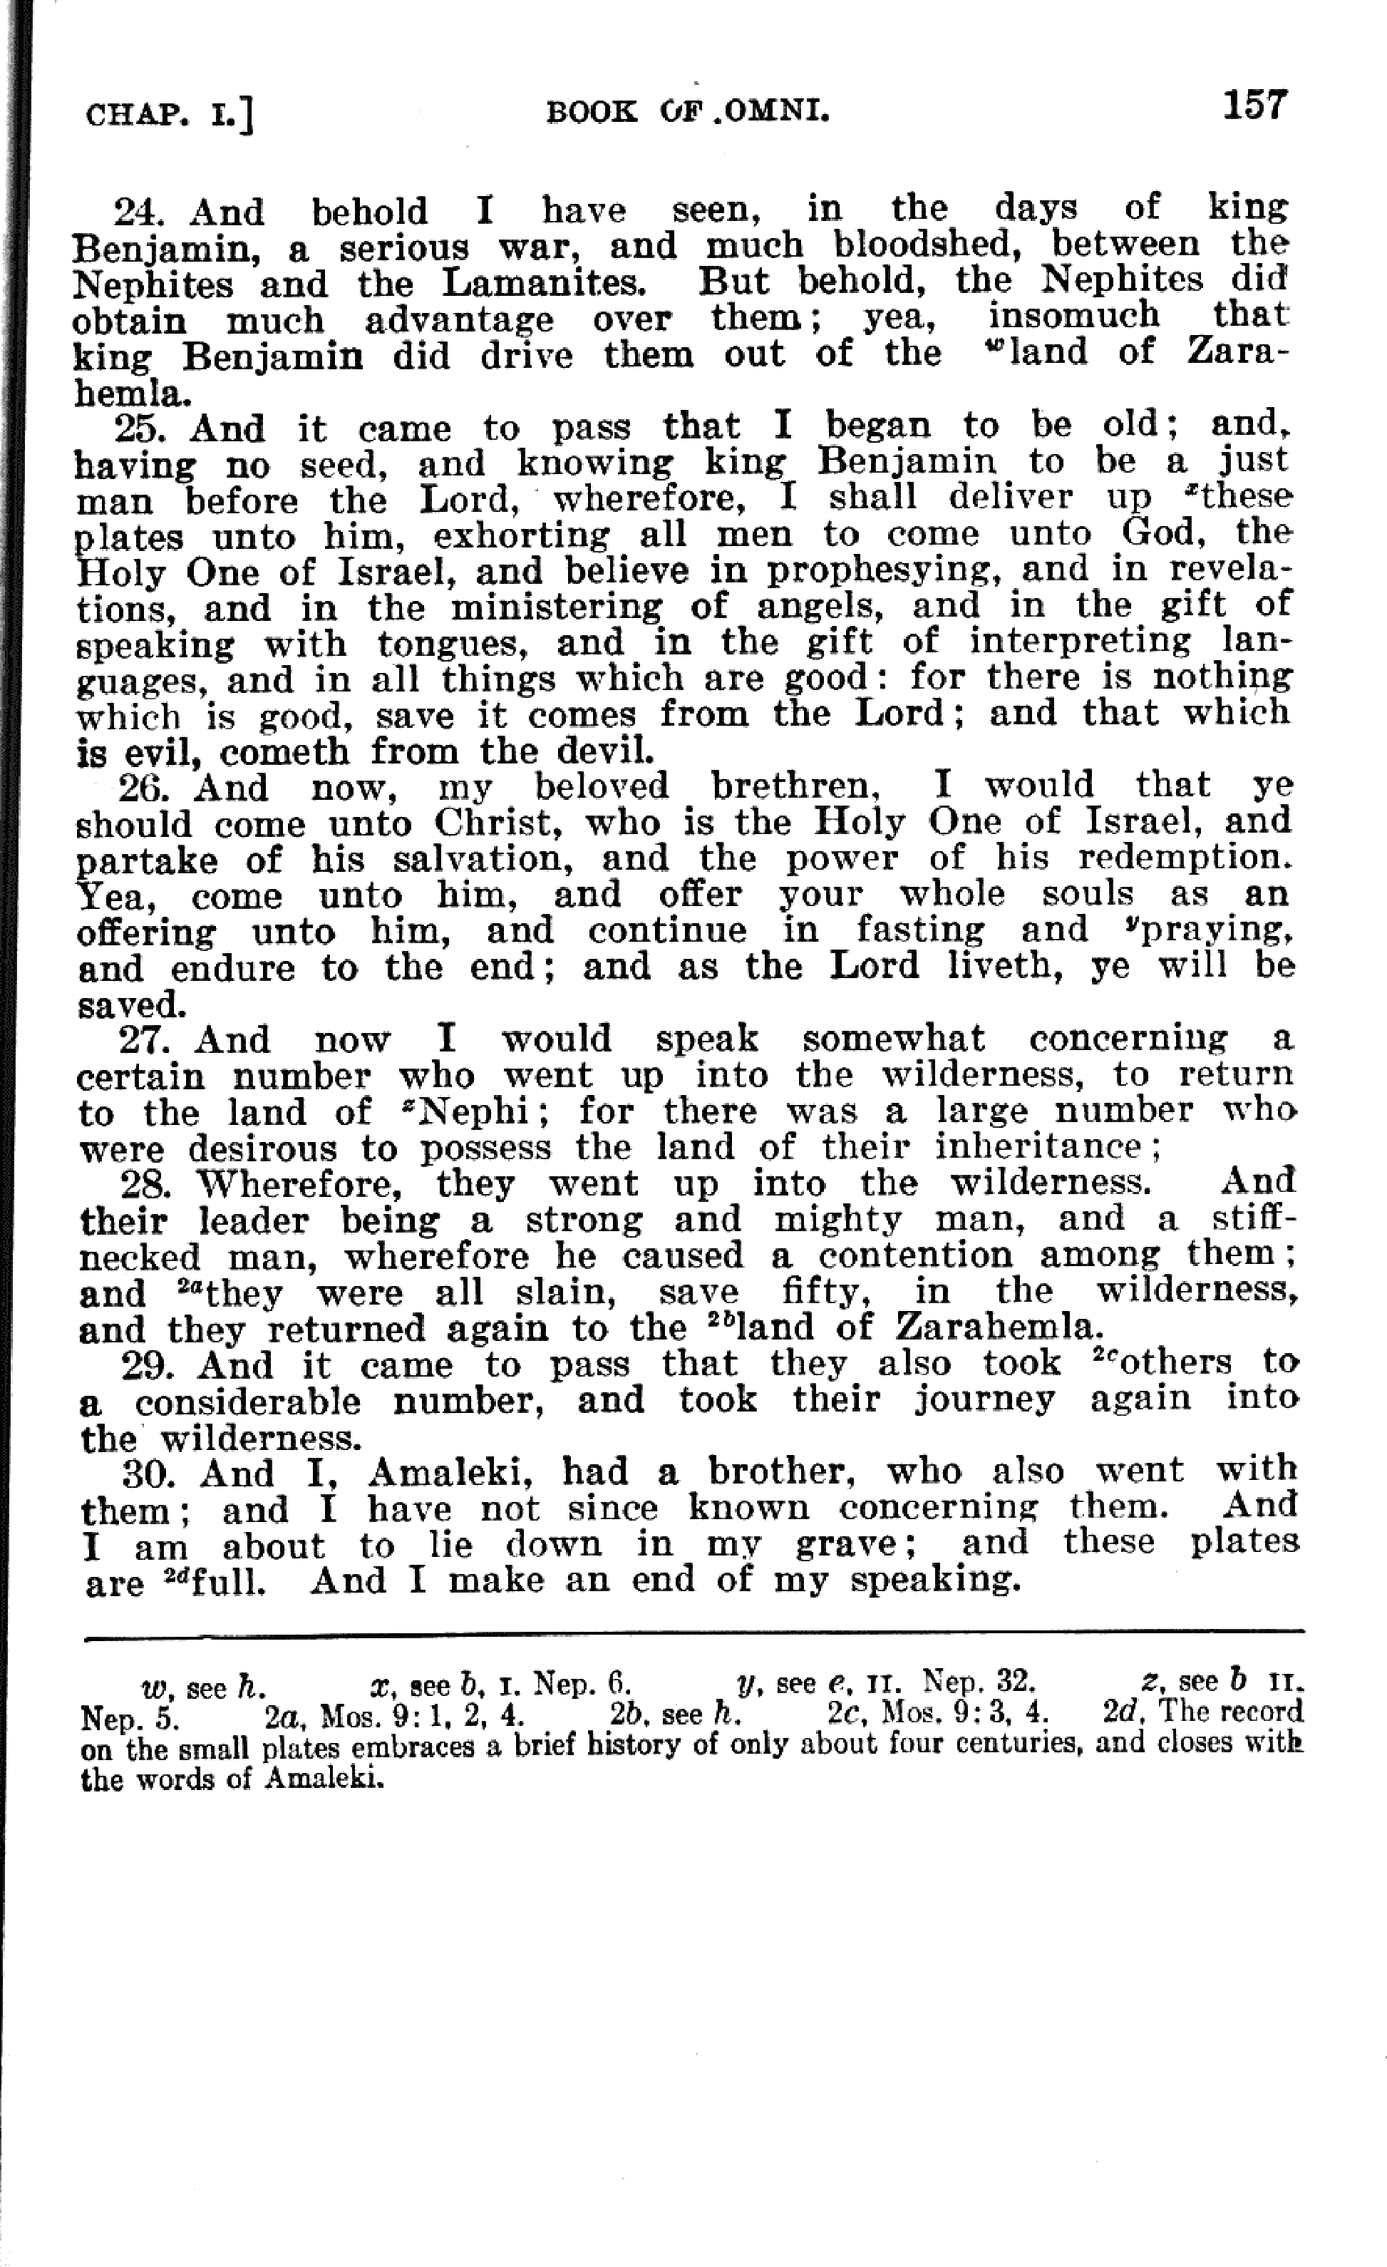 CHAP. I.] BOOK OF .OMNI. 157
24. And behold I have seen, in the days of king
Benjamin, a serious war, and much bloodshed, between the
Nephites and the Lamanites. But behold, the Nephites did
obtain much advantage over them; yea, insomuch that
king Benjamin did drive them out of the ʷland of Zara-
hemla.
25. And it came to pass that I began to be old; and,
having no seed, and knowing king Benjamin to be a just
man before the Lord, wherefore, I shall deliver up ˣthese
plates unto him, exhorting all men to come unto God, the
Holy One of Israel, and believe in prophesying, and in revela-
tions, and in the ministering of angels, and in the gift of
speaking with tongues, and in the gift of interpreting lan-
guages, and in all things which are good: for there is nothing
which is good, save it comes from the Lord; and that which
is evil, cometh from the devil.
26. And now, my beloved brethren, I would that ye
should come unto Christ, who is the Holy One of Israel, and
partake of his salvation, and the power of his redemption.
Yea, come unto him, and offer your whole souls as an
offering unto him, and continue in fasting and ʸpraying,
and endure to the end; and as the Lord liveth, ye will be
saved.
27. And now I would speak somewhat concerning a
certain number who went up into the wilderness, to return
to the land of ᶻNephi; for there was a large number who
were desirous to possess the land of their inheritance;
28. Wherefore, they went up into the wilderness. And
their leader being a strong and mighty man, and a stiff-
necked man, wherefore he caused a contention among them;
and ²ᵃthey were all slain, save fifty, in the wilderness,
and they returned again to the ²ᵇland of Zarahemla.
29. And it came to pass that they also took ²ᶜothers to
a considerable number, and took their journey again into
the wilderness.
30. And I, Amaleki, had a brother, who also went with
them; and I have not since known concerning them. And
I am about to lie down in my grave; and these plates
are ²ᵈfull. And I make an end of my speaking.
w, see h. x, see b, I. Nep. 6. y, see e, II. Nep. 32. z, see b II.
Nep. 5. 2a, Mos. 9:1, 2, 4. 2b, see h. 2c, Mos. 9:3, 4. 2d, The record
on the small plates embraces a brief history of only about four centuries, and closes with
the words of Amaleki.